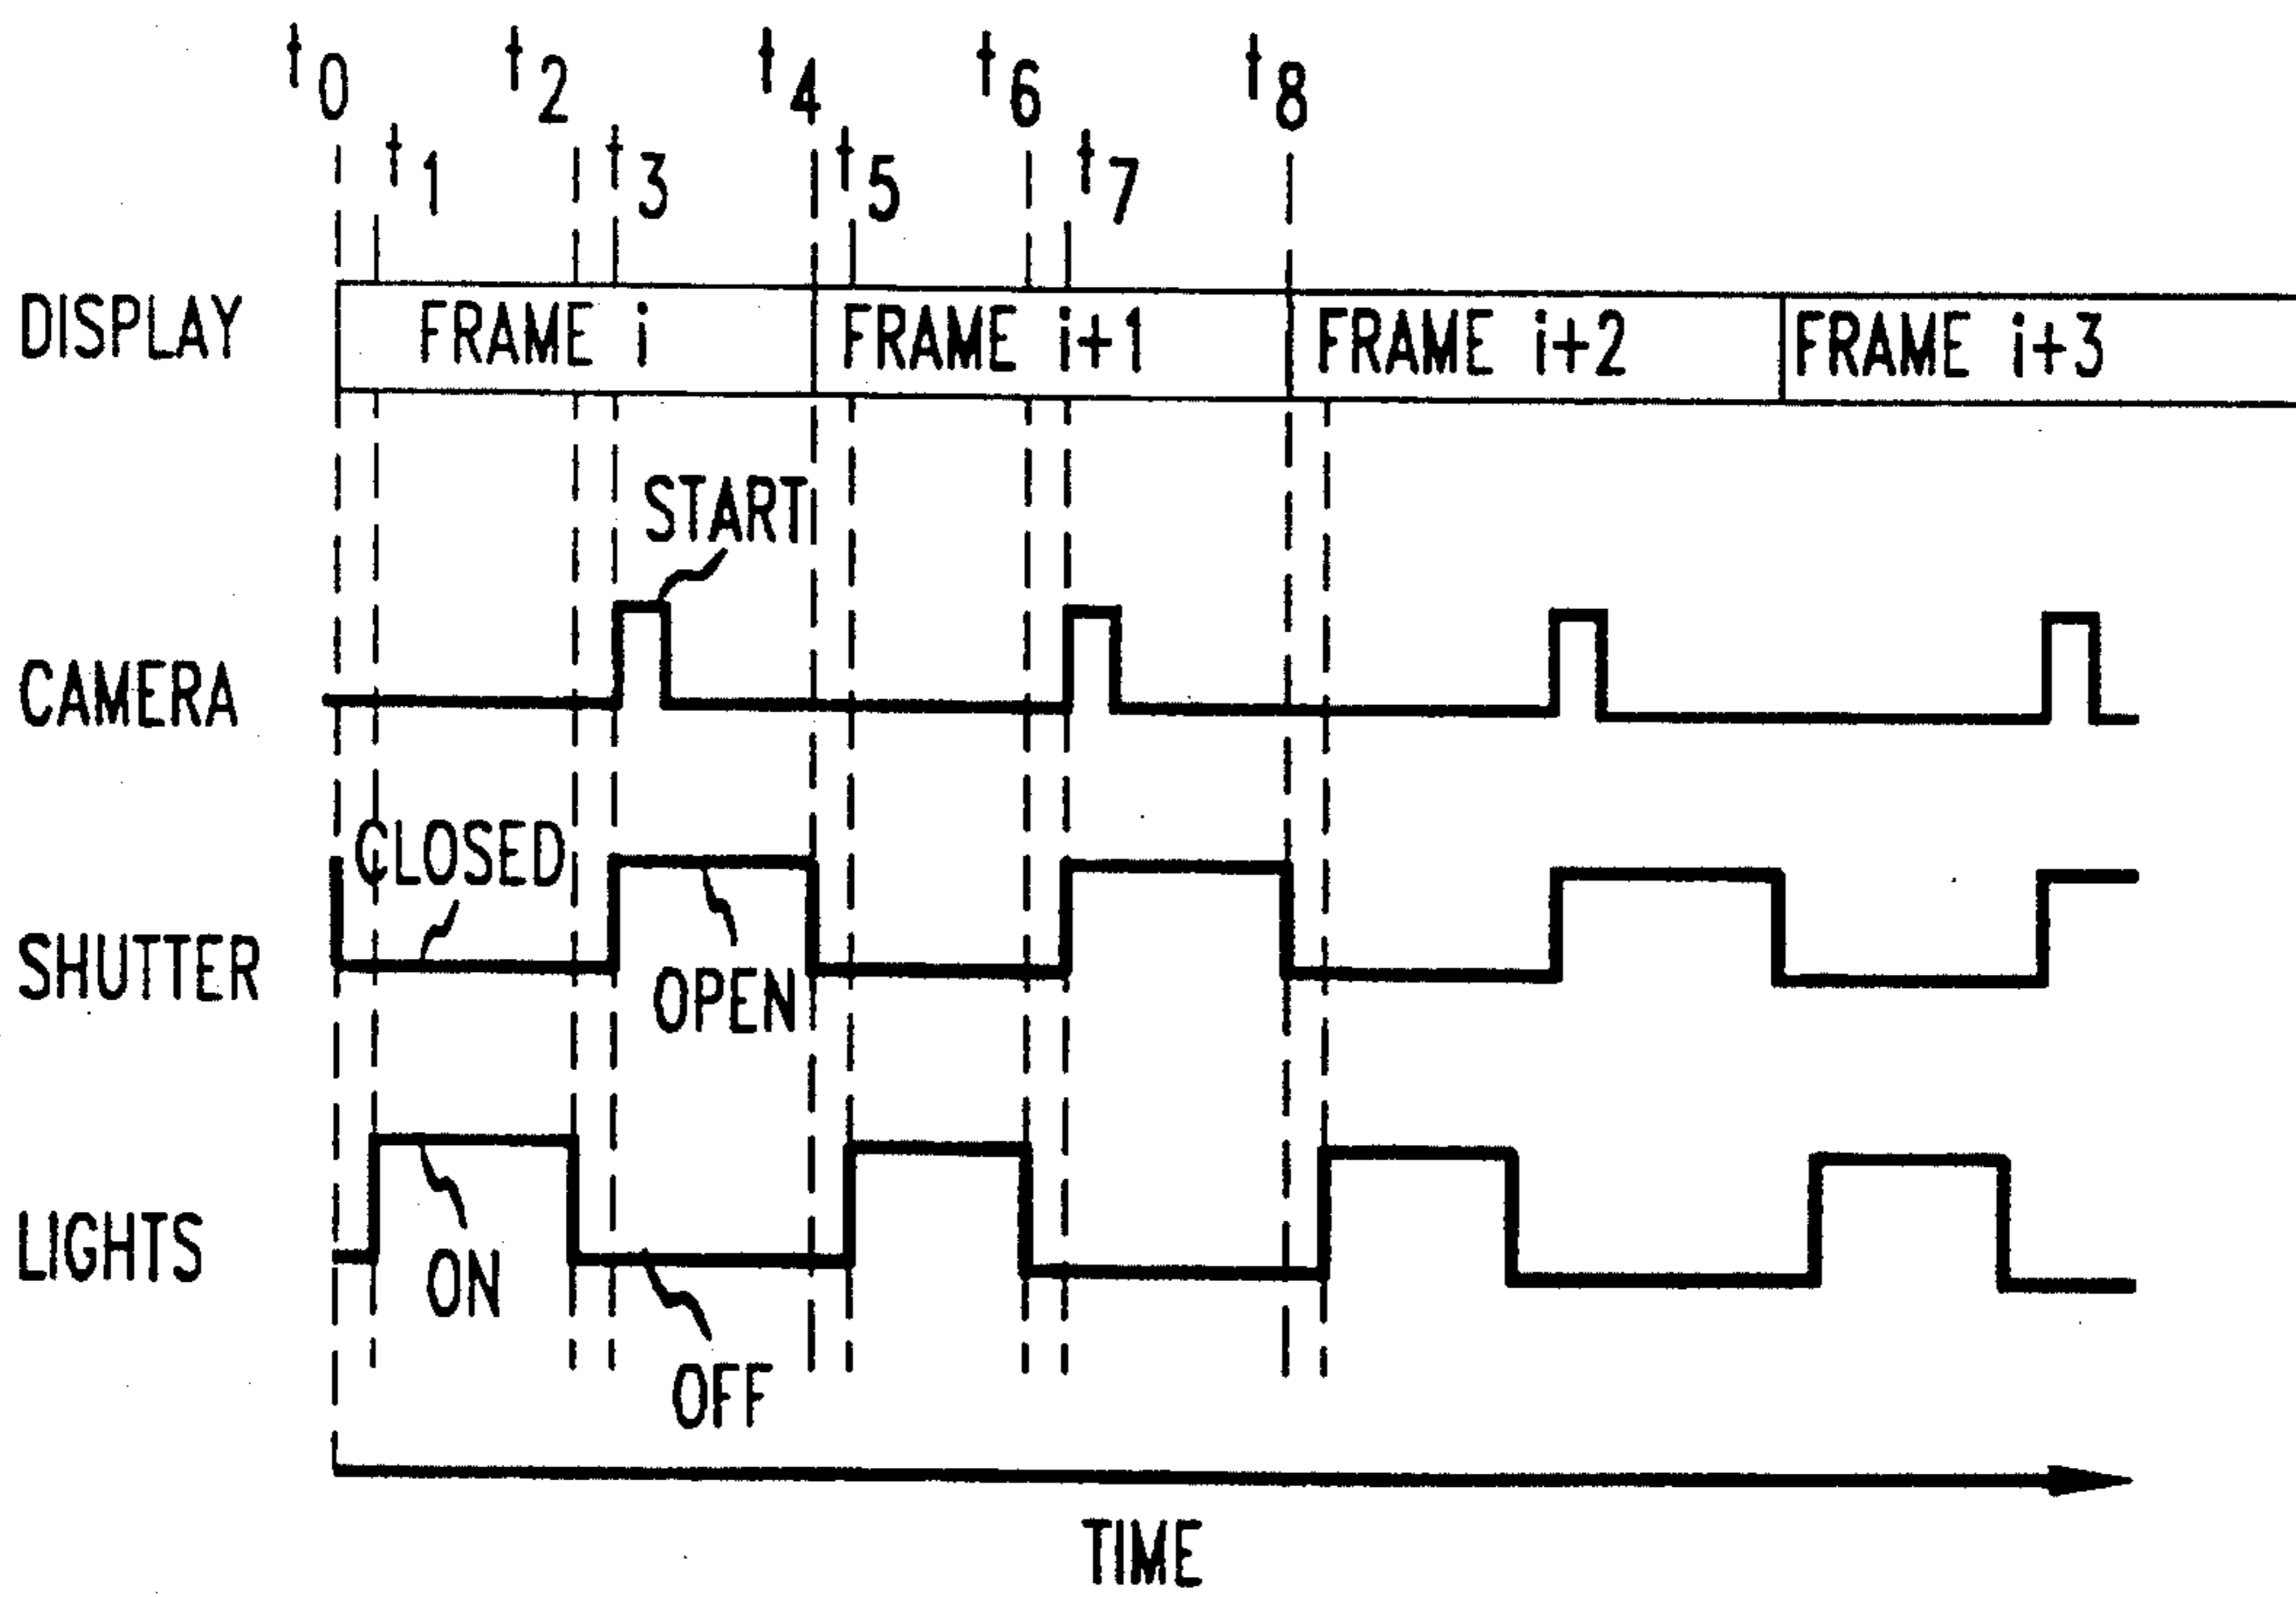 t0 t2 t4 t6 t8
t1 t3 t5 t7
DISPLAY FRAME i FRAME i+1 FRAME i+2 FRAME i+3
START
CAMERA
CLOSED
SHUTTER OPEN
LIGHTS ON
OFF
TIME